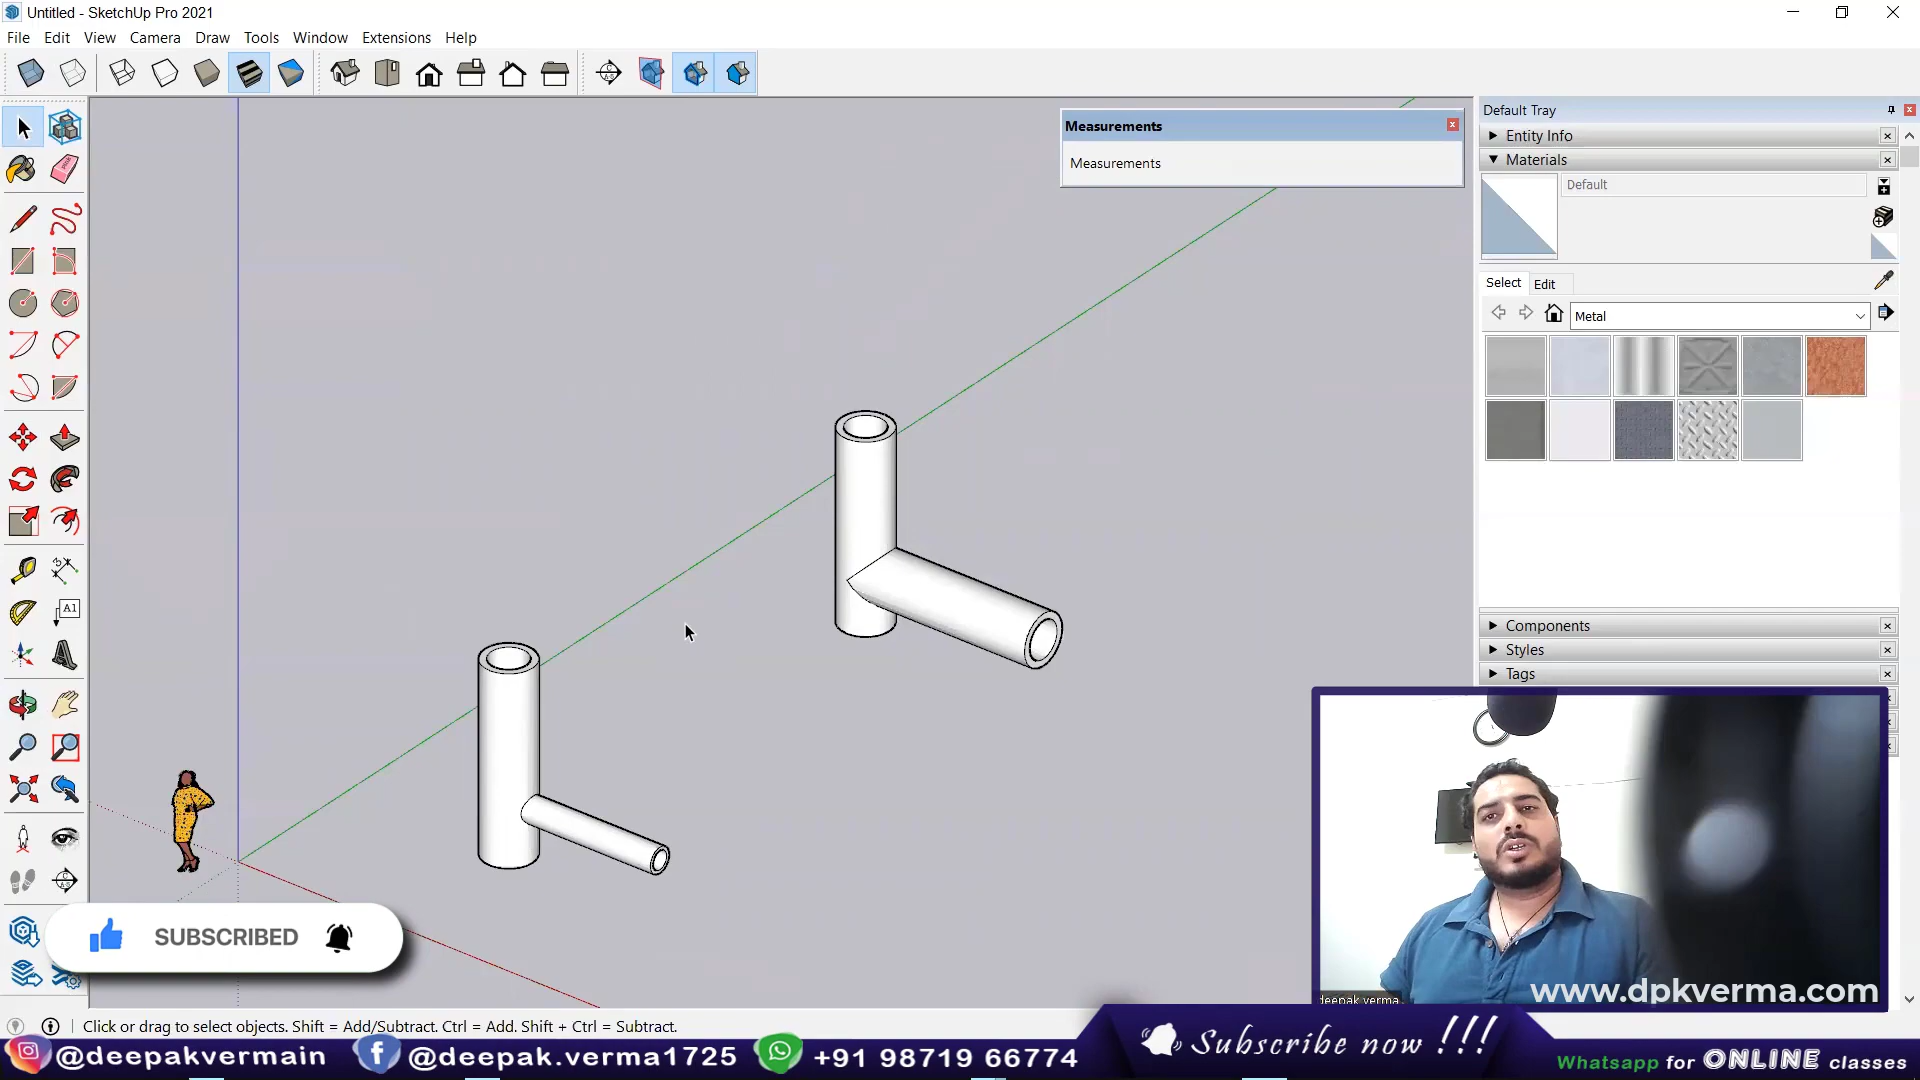 Untitled - SketchUp Pro 2021
File Edit View Camera Draw Tools Window Extensions Help
Measurements
Measurements
Default Tray
Entity Info
Materials
Default
Select Edit
Metal
Components
Styles
Tags
A1
SUBSCRIBED
deepak verma
www.dpkverma.com
Click or drag to select objects. Shift = Add/Subtract. Ctrl = Add. Shift + Ctrl = Subtract.
@deepakvermain @deepak.verma1725 +91 98719 66774
Subscribe now !!!
Whatsapp for ONLINE classes